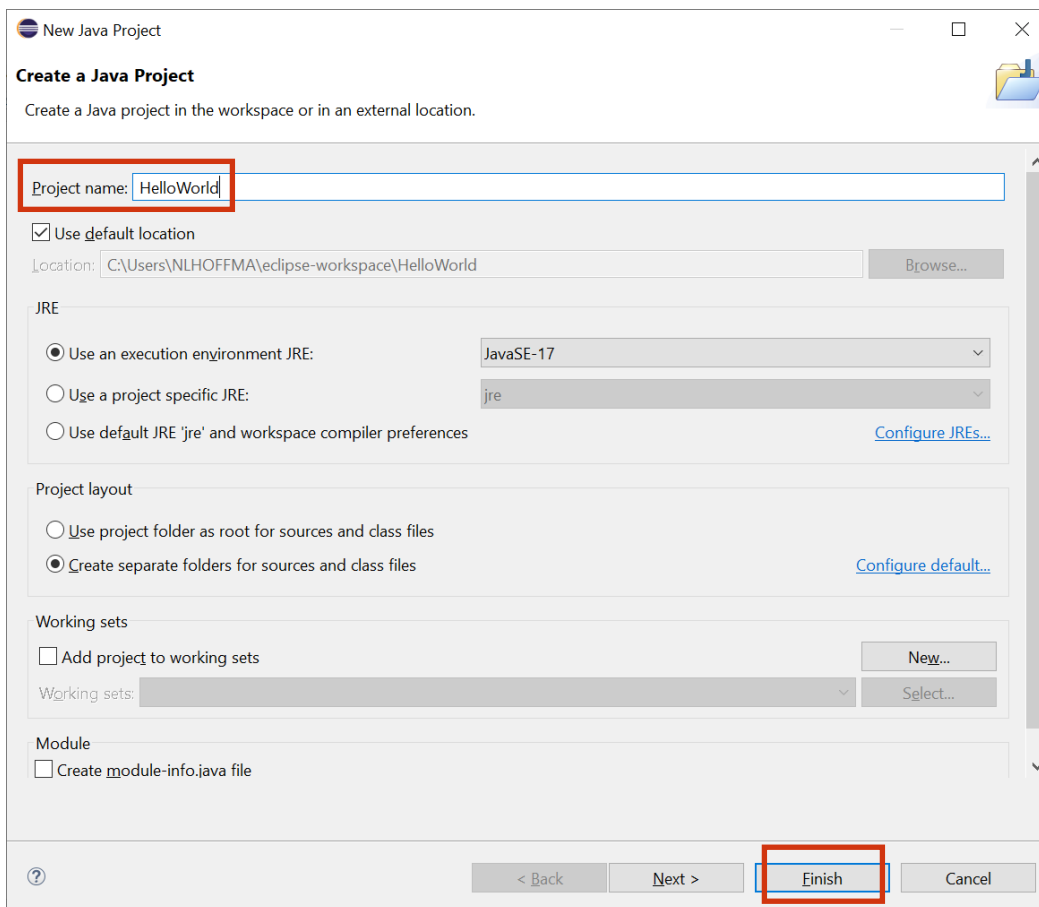 New Java Project
Create a Java Project
Create a Java project in the workspace or in an external location.
Project name: HelloWorld
Use default location
Location: C:\Users\NLHOFFMA\eclipse-workspace\HelloWorld Browse...
JRE
Use an execution environment JRE: JavaSE-17
Use a project specific JRE: jre
Use default JRE 'jre' and workspace compiler preferences Configure JREs...
Project layout
Use project folder as root for sources and class files
Create separate folders for sources and class files Configure default...
Working sets
Add project to working sets New...
Working sets: Select...
Module
Create module-info.java file
? < Back Next > Finish Cancel